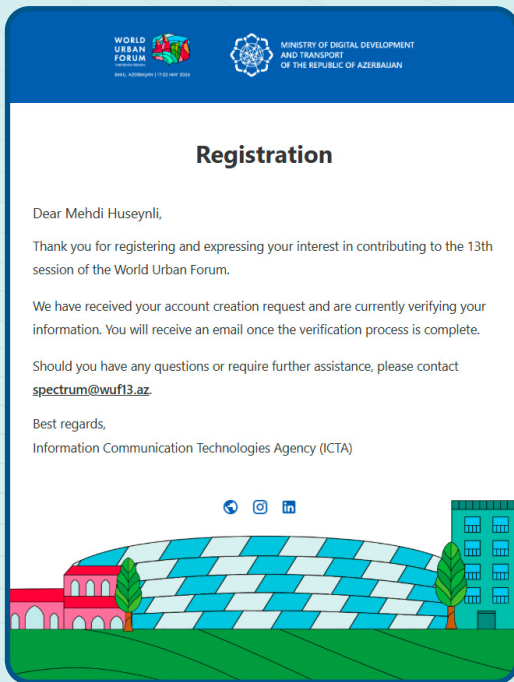 WORLD
URBAN
FORUM
THIRTEENTH SESSION
BAKU, AZERBAIJAN | 17-22 MAY 2026
MINISTRY OF DIGITAL DEVELOPMENT
AND TRANSPORT
OF THE REPUBLIC OF AZERBAIJAN
Registration
Dear Mehdi Huseynli,
Thank you for registering and expressing your interest in contributing to the 13th
session of the World Urban Forum.
We have received your account creation request and are currently verifying your
information. You will receive an email once the verification process is complete.
Should you have any questions or require further assistance, please contact
spectrum@wuf13.az.
Best regards,
Information Communication Technologies Agency (ICTA)
in